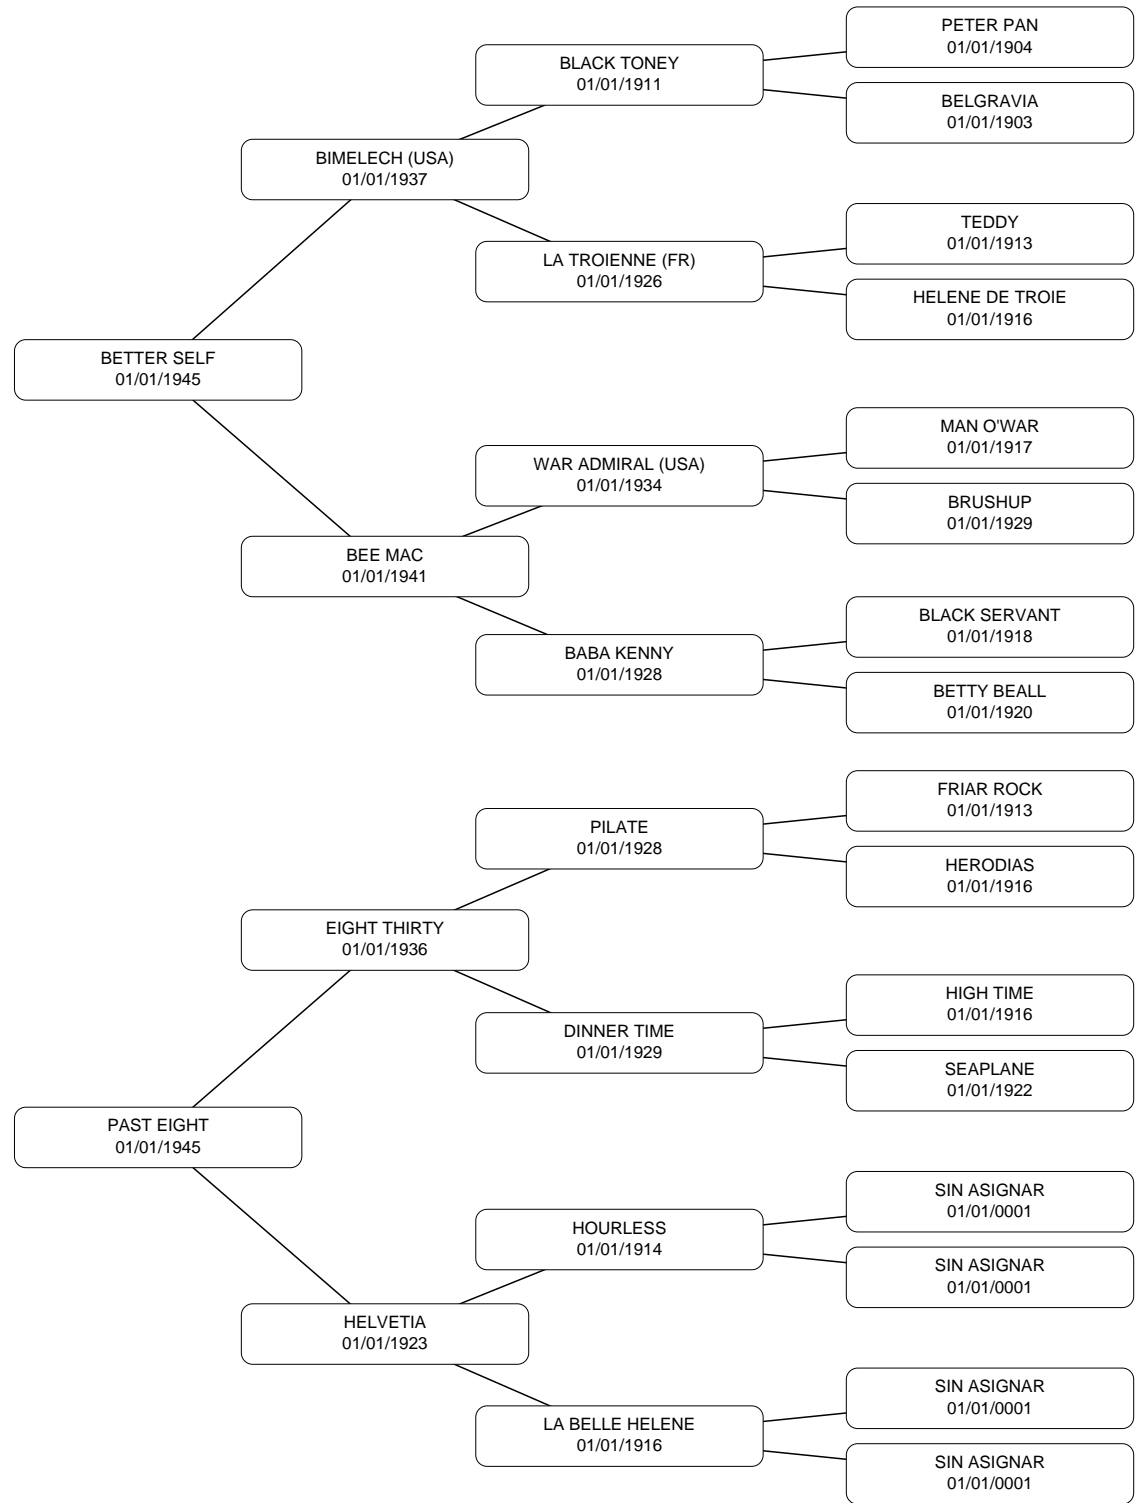 PETER PAN
01/01/1904
BLACK TONEY
01/01/1911
BELGRAVIA
01/01/1903
BIMELECH (USA)
01/01/1937
TEDDY
01/01/1913
LA TROIENNE (FR)
01/01/1926
HELENE DE TROIE
01/01/1916
BETTER SELF
01/01/1945
MAN O'WAR
01/01/1917
WAR ADMIRAL (USA)
01/01/1934
BRUSHUP
01/01/1929
BEE MAC
01/01/1941
BLACK SERVANT
01/01/1918
BABA KENNY
01/01/1928
BETTY BEALL
01/01/1920
FRIAR ROCK
01/01/1913
PILATE
01/01/1928
HERODIAS
01/01/1916
EIGHT THIRTY
01/01/1936
HIGH TIME
01/01/1916
DINNER TIME
01/01/1929
SEAPLANE
01/01/1922
PAST EIGHT
01/01/1945
SIN ASIGNAR
01/01/0001
HOURLESS
01/01/1914
SIN ASIGNAR
01/01/0001
HELVETIA
01/01/1923
SIN ASIGNAR
01/01/0001
LA BELLE HELENE
01/01/1916
SIN ASIGNAR
01/01/0001